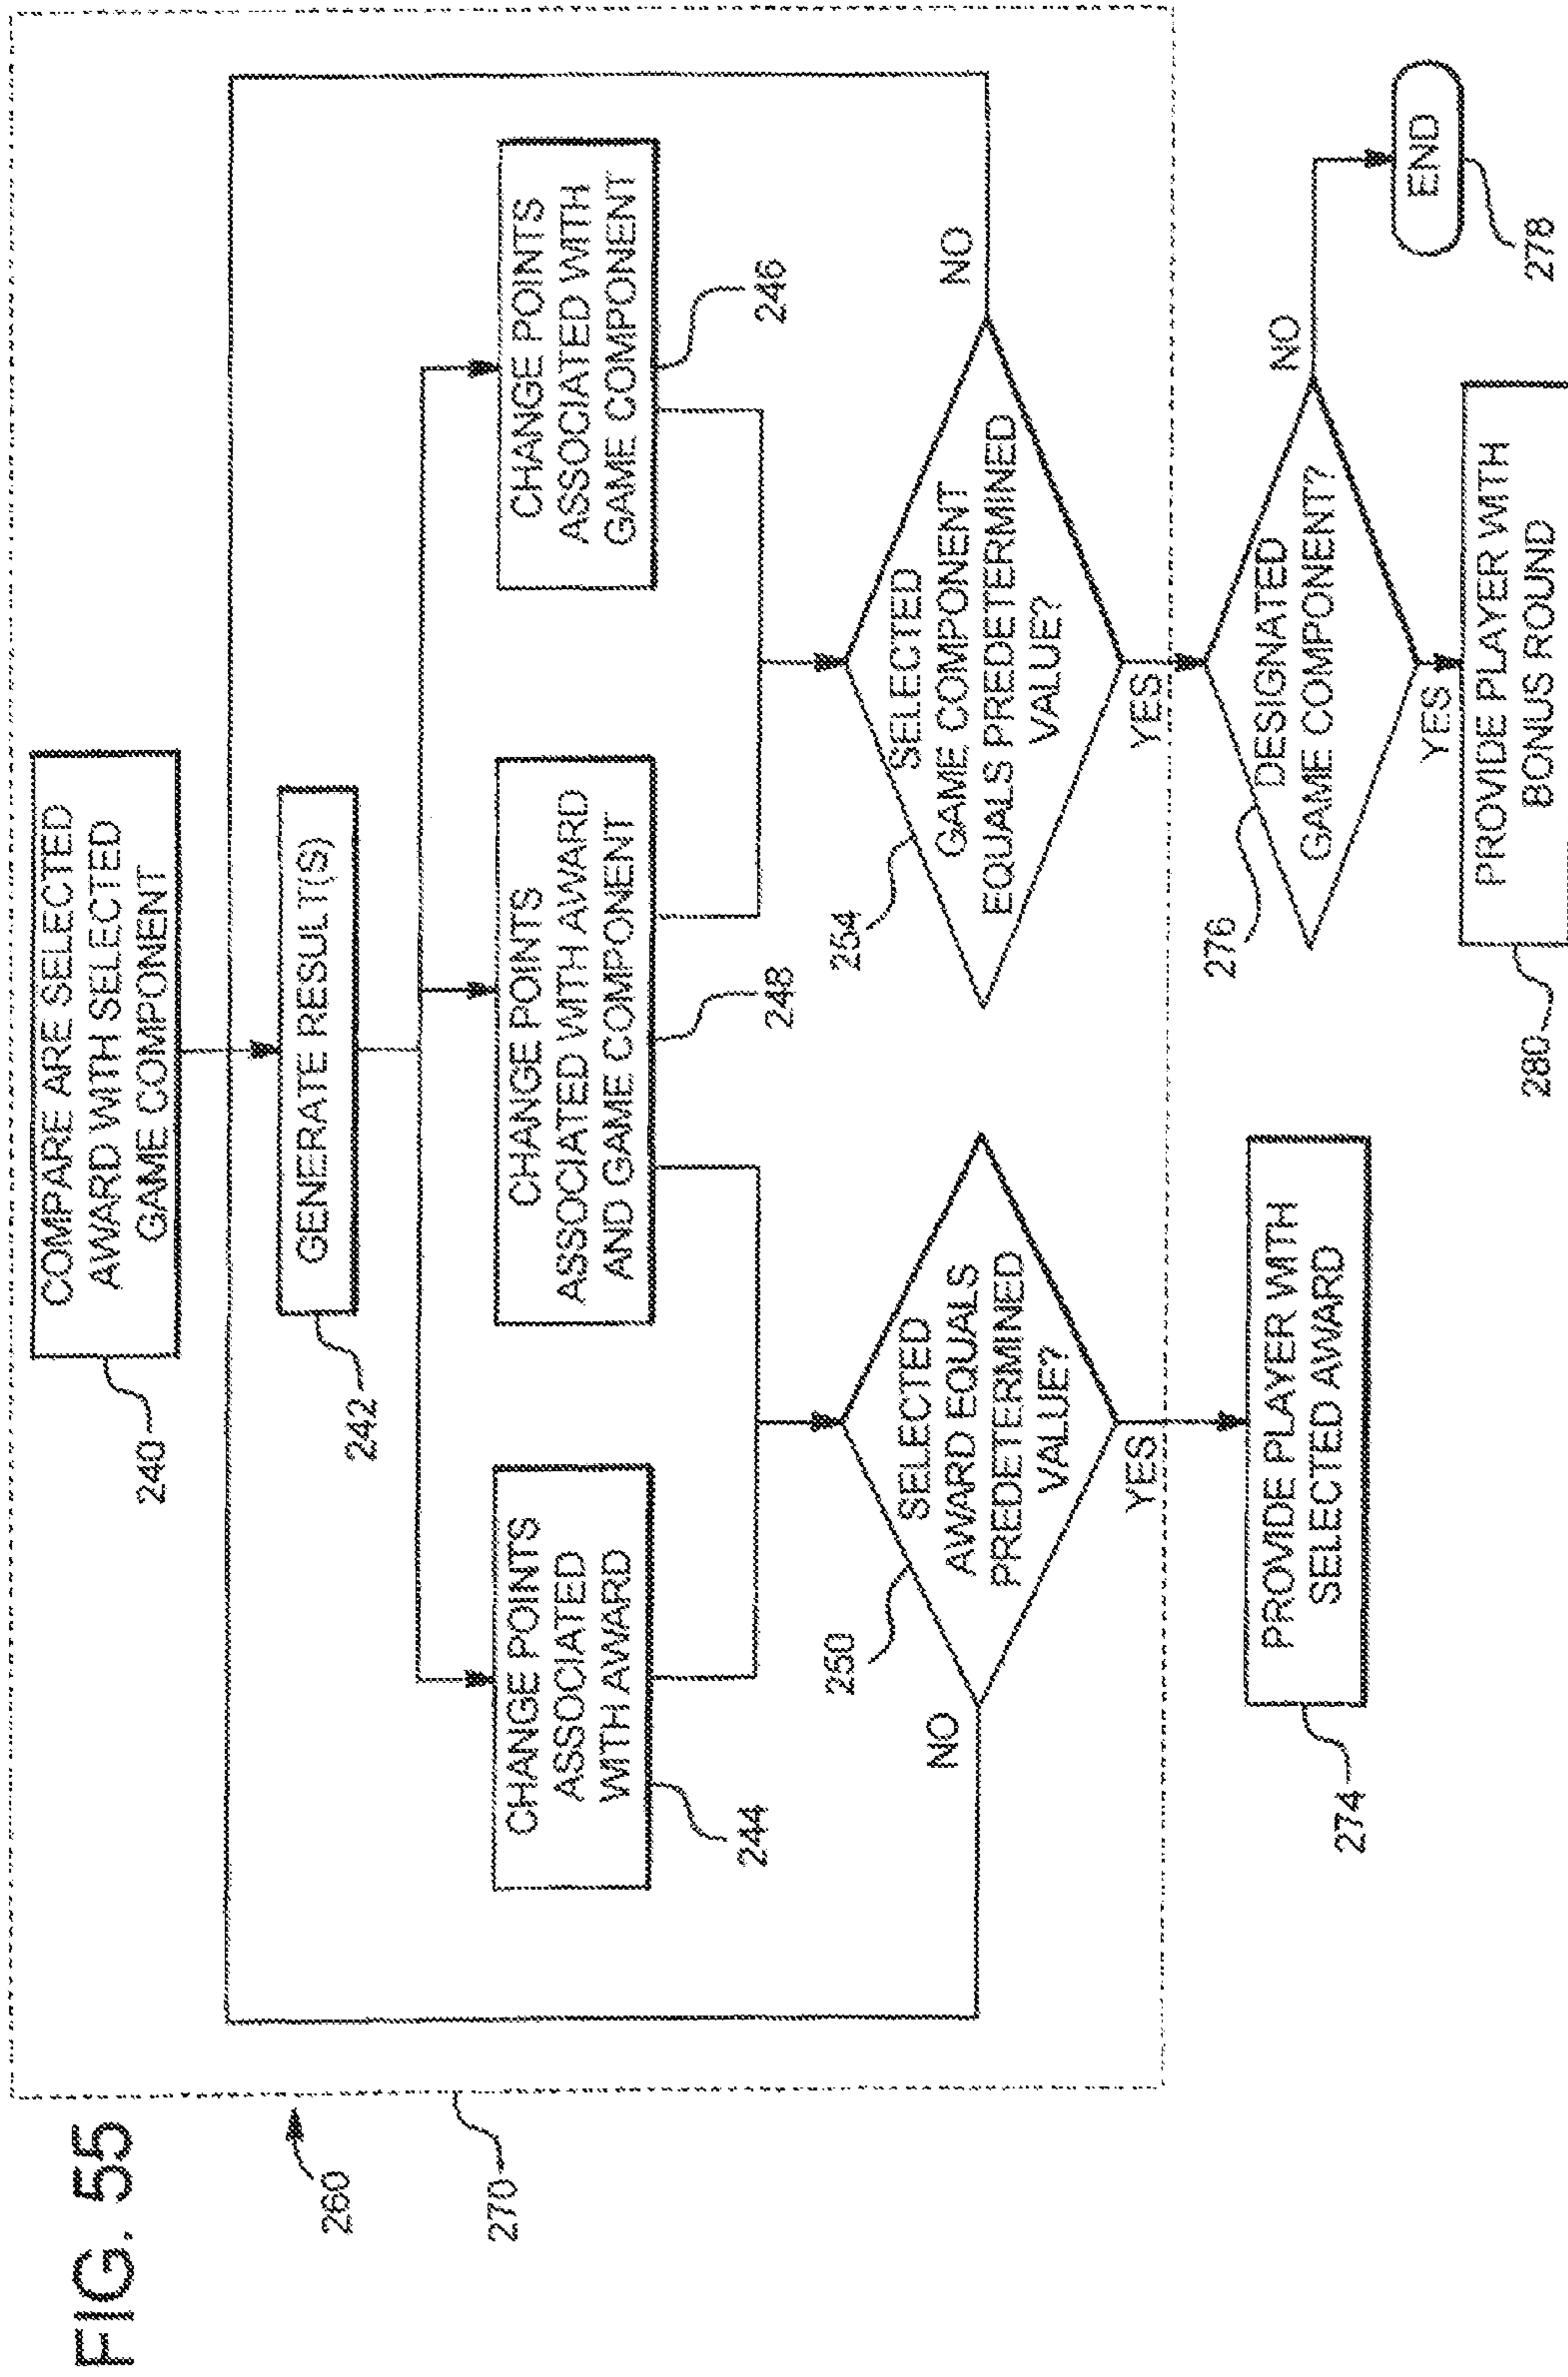 FIG. 55
260
270
COMPARE ARE SELECTED
AWARD WITH SELECTED
GAME COMPONENT
240
GENERATE RESULT(S)
242
CHANGE POINTS
ASSOCIATED
WITH AWARD
244
CHANGE POINTS
ASSOCIATED WITH AWARD
AND GAME COMPONENT
248
CHANGE POINTS
ASSOCIATED WITH
GAME COMPONENT
246
SELECTED
AWARD EQUALS
PREDETERMINED
VALUE?
250
NO
YES
SELECTED
GAME COMPONENT
EQUALS PREDETERMINED
VALUE?
254
NO
YES
PROVIDE PLAYER WITH
SELECTED AWARD
274
DESIGNATED
GAME COMPONENT?
276
NO
YES
END
278
PROVIDE PLAYER WITH
BONUS ROUND
280